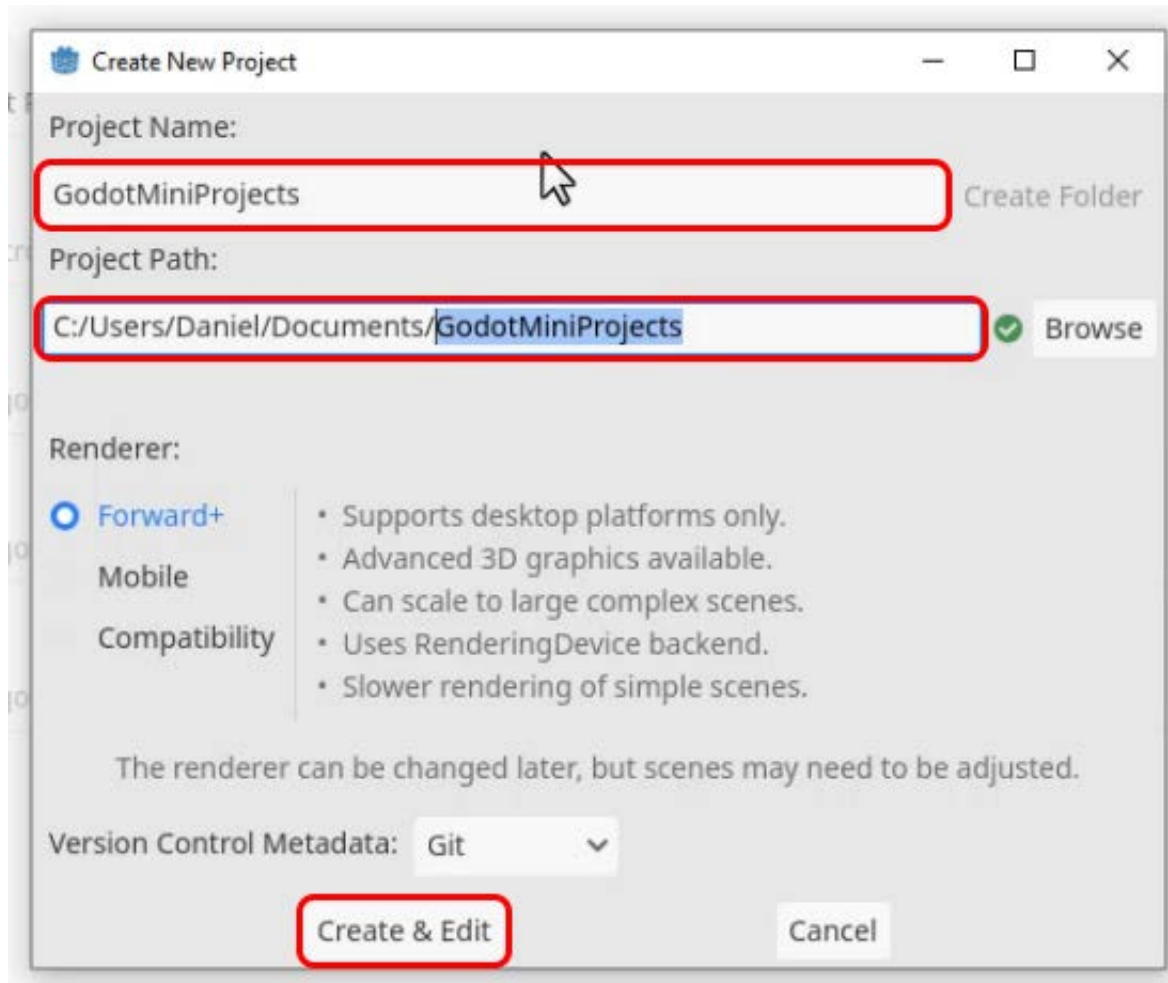 Create New Project
Project Name:
GodotMiniProjects
Create Folder
Project Path:
C:/Users/Daniel/Documents/GodotMiniProjects
Browse
Renderer:
Forward+
Mobile
Compatibility
• Supports desktop platforms only.
• Advanced 3D graphics available.
• Can scale to large complex scenes.
• Uses RenderingDevice backend.
• Slower rendering of simple scenes.
The renderer can be changed later, but scenes may need to be adjusted.
Version Control Metadata: Git
Create & Edit
Cancel